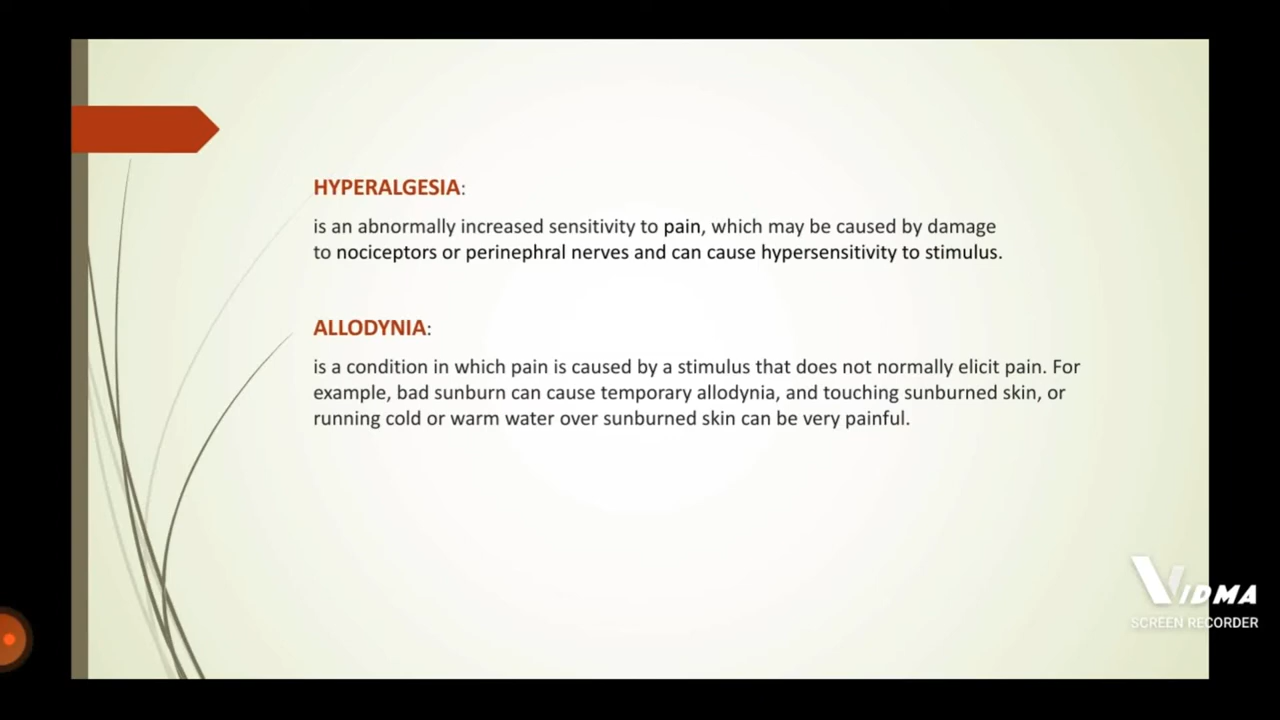 HYPERALGESIA:
is an abnormally increased sensitivity to pain, which may be caused by damage
to nociceptors or perinephral nerves and can cause hypersensitivity to stimulus.
ALLODYNIA:
is a condition in which pain is caused by a stimulus that does not normally elicit pain. For
example, bad sunburn can cause temporary allodynia, and touching sunburned skin, or
running cold or warm water over sunburned skin can be very painful.
VIDMA
SCREEN RECORDER